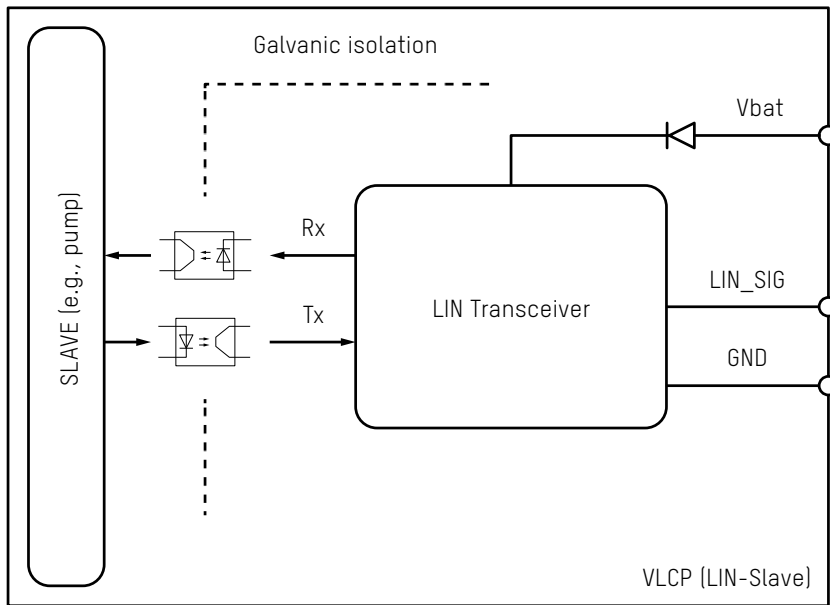 Galvanic isolation
Vbat
SLAVE (e.g., pump)
Rx
LIN Transceiver
LIN_SIG
Tx
GND
VLCP (LIN-Slave)